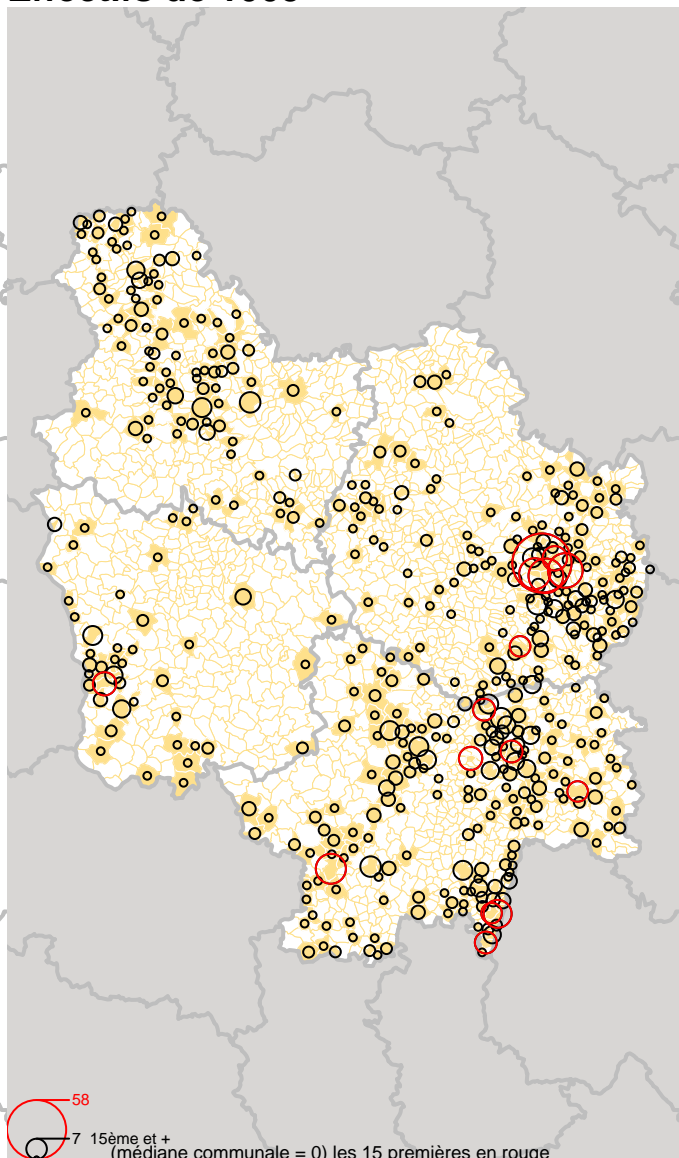 58
7 15ème et +
(médiane communale = 0) les 15 premières en rouge